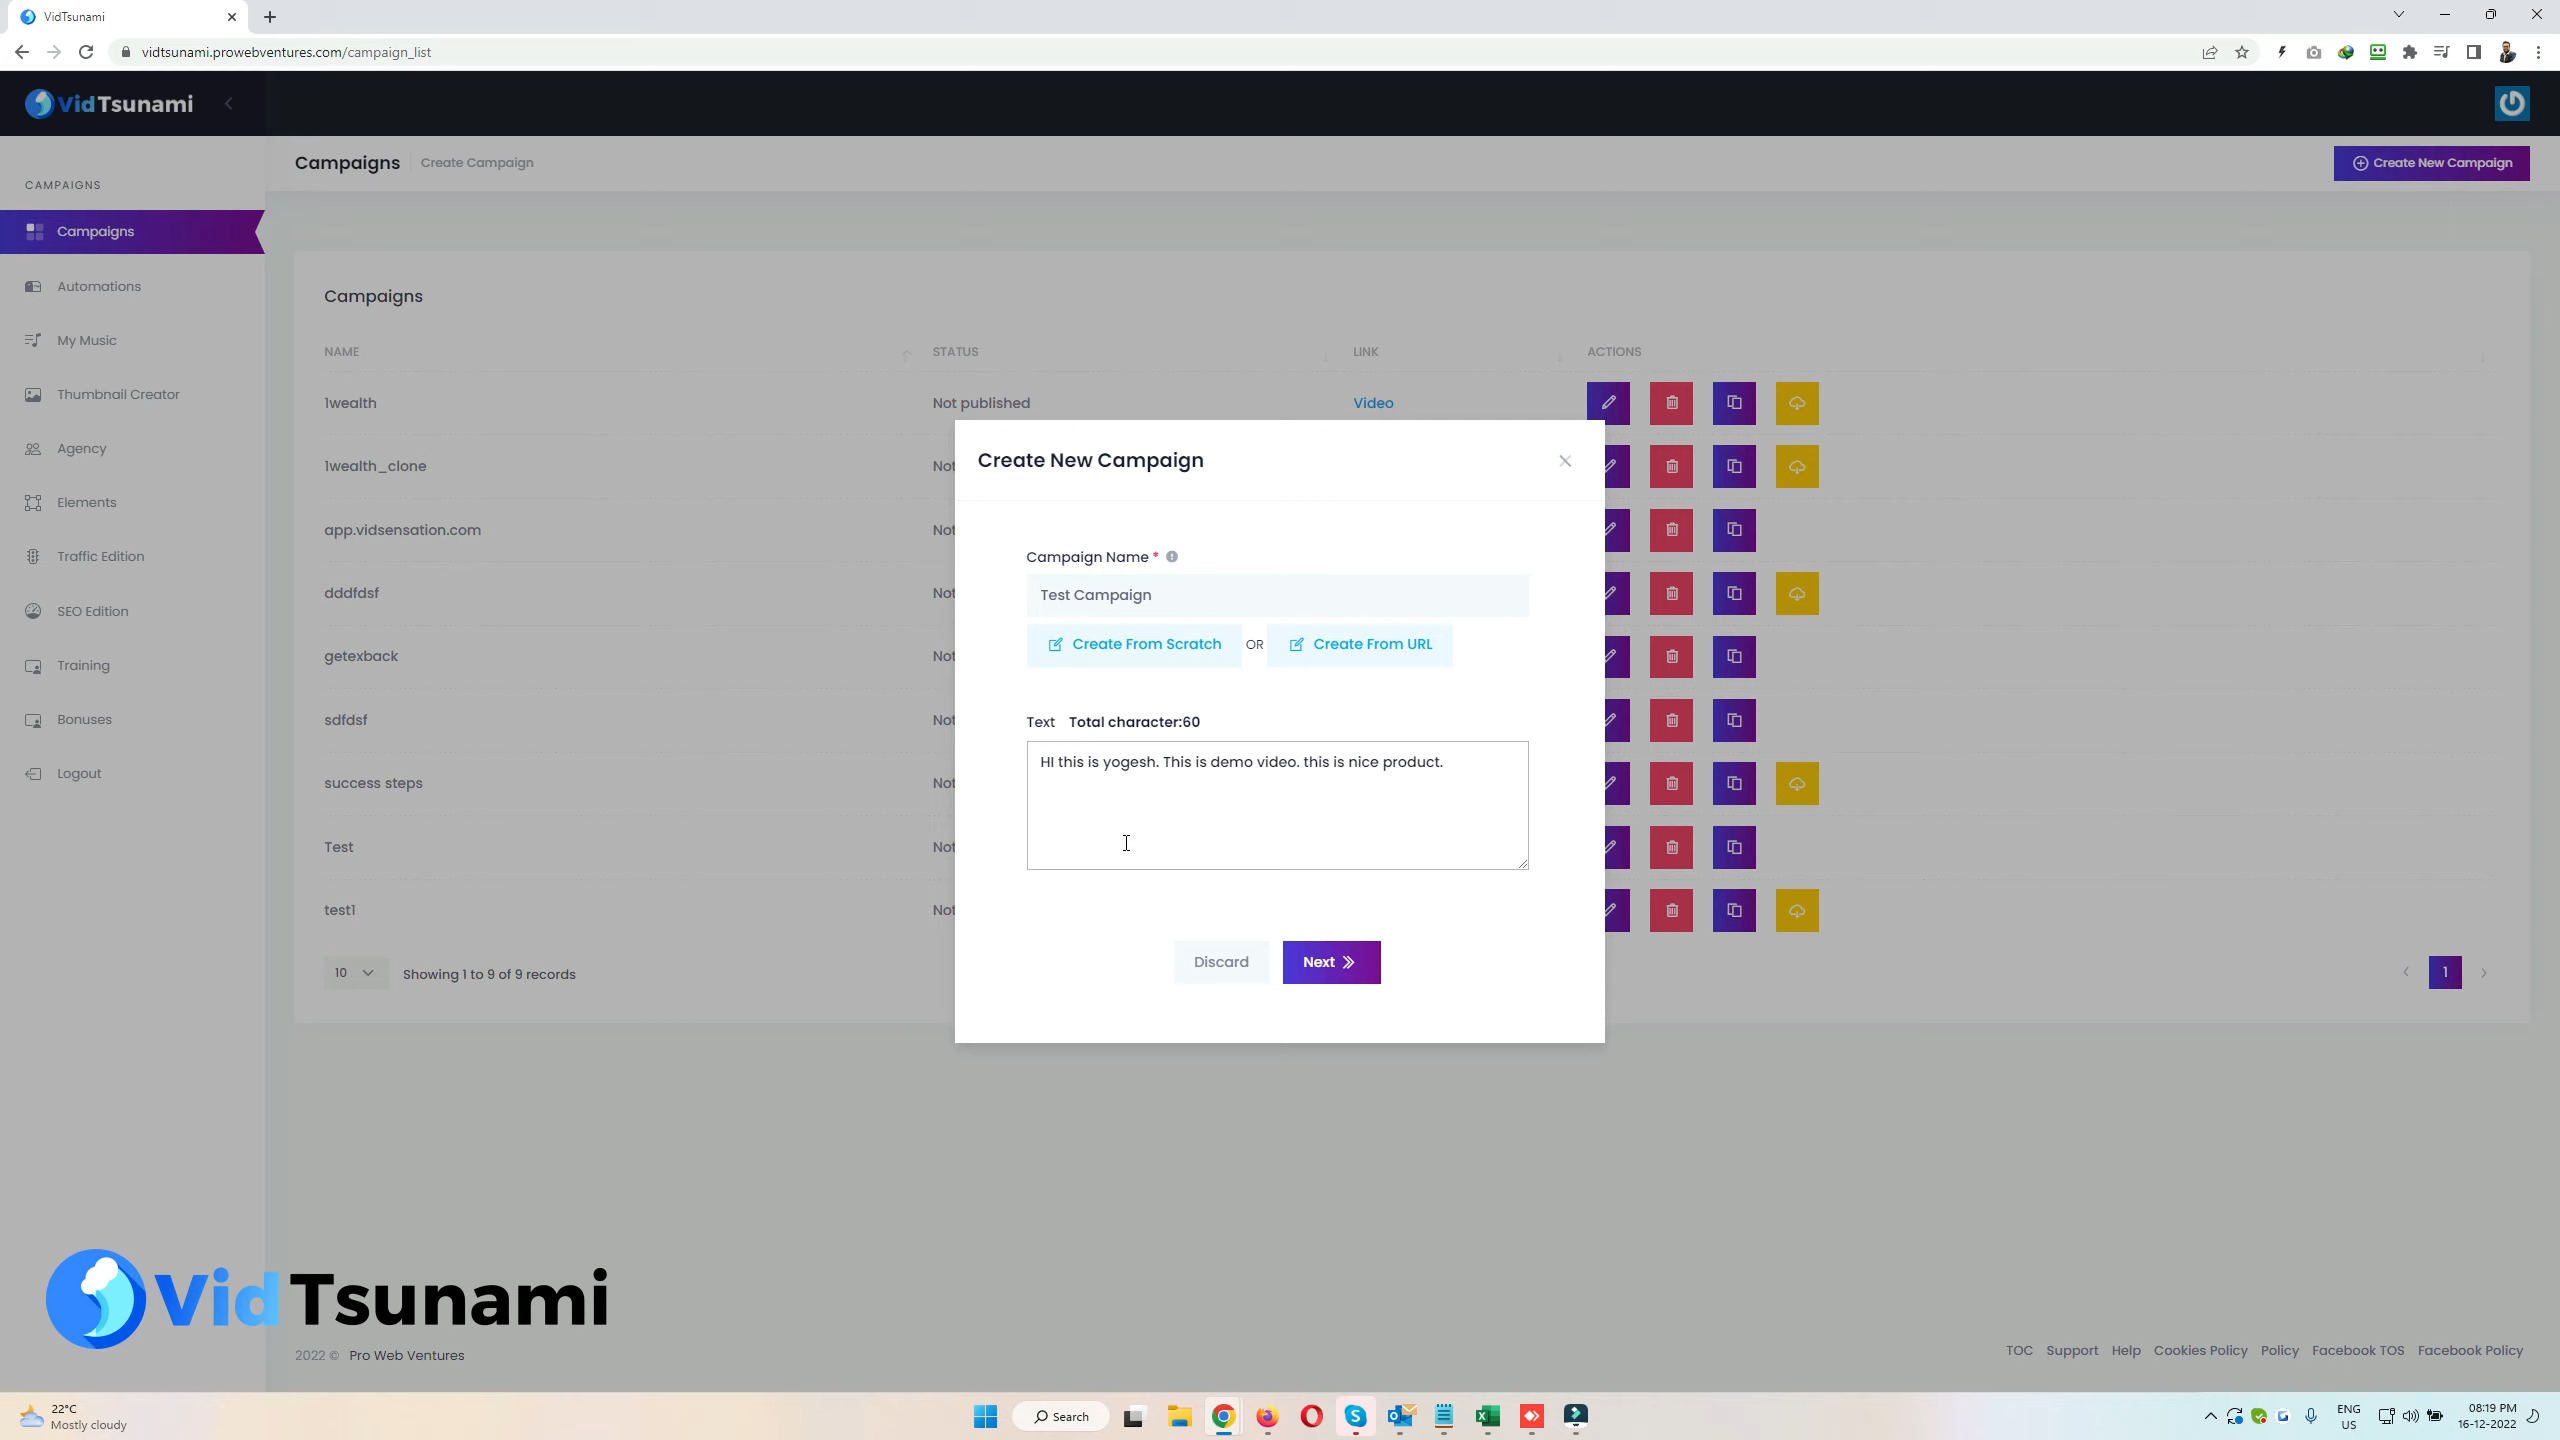 VidTsunami
vidtsunami.prowebventures.com/campaign_list
VidTsunami
Campaigns Create Campaign
Create New Campaign
CAMPAIGNS
Campaigns
Automations
My Music
Thumbnail Creator
Agency
Elements
Traffic Edition
SEO Edition
Training
Bonuses
Logout
Campaigns
NAME STATUS LINK ACTIONS
1wealth Not published Video
1wealth_clone Not
app.vidsensation.com Not
dddfdsf Not
getexback Not
sdfdsf Not
success steps Not
Test Not
test1 Not
10 Showing 1 to 9 of 9 records
1
Create New Campaign
Campaign Name *
Test Campaign
Create From Scratch OR Create From URL
Text Total character:60
HI this is yogesh. This is demo video. this is nice product.
Discard Next
VidTsunami
2022 © Pro Web Ventures
TOC Support Help Cookies Policy Policy Facebook TOS Facebook Policy
22°C
Mostly cloudy
Search
ENG
US
08:19 PM
16-12-2022